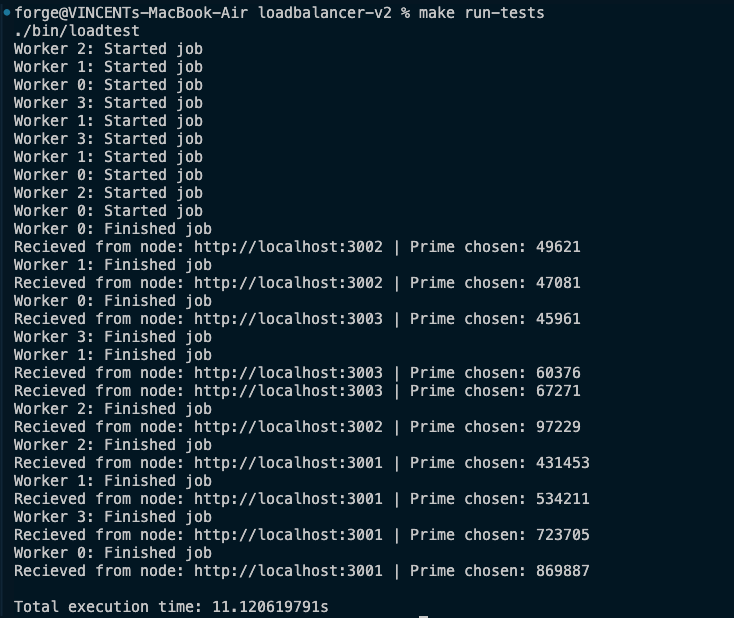 forge@VINCENTs-MacBook-Air loadbalancer-v2 % make run-tests
./bin/loadtest
Worker 2: Started job
Worker 1: Started job
Worker 0: Started job
Worker 3: Started job
Worker 1: Started job
Worker 3: Started job
Worker 1: Started job
Worker 0: Started job
Worker 2: Started job
Worker 0: Started job
Worker 0: Finished job
Recieved from node: http://localhost:3002 | Prime chosen: 49621
Worker 1: Finished job
Recieved from node: http://localhost:3002 | Prime chosen: 47081
Worker 0: Finished job
Recieved from node: http://localhost:3003 | Prime chosen: 45961
Worker 3: Finished job
Worker 1: Finished job
Recieved from node: http://localhost:3003 | Prime chosen: 60376
Recieved from node: http://localhost:3003 | Prime chosen: 67271
Worker 2: Finished job
Recieved from node: http://localhost:3002 | Prime chosen: 97229
Worker 2: Finished job
Recieved from node: http://localhost:3001 | Prime chosen: 431453
Worker 1: Finished job
Recieved from node: http://localhost:3001 | Prime chosen: 534211
Worker 3: Finished job
Recieved from node: http://localhost:3001 | Prime chosen: 723705
Worker 0: Finished job
Recieved from node: http://localhost:3001 | Prime chosen: 869887
Total execution time: 11.120619791s